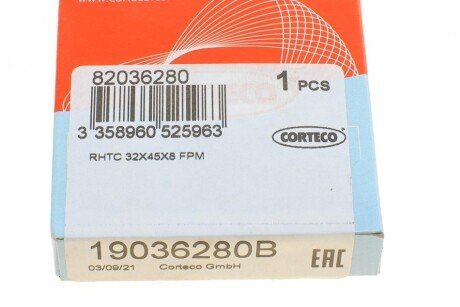 82036280
1 PCS
3 358960 525963
CORTECO
RHTC 32X45X8 FPM
19036280B
03/09/21 Corteco GmbH
EAC